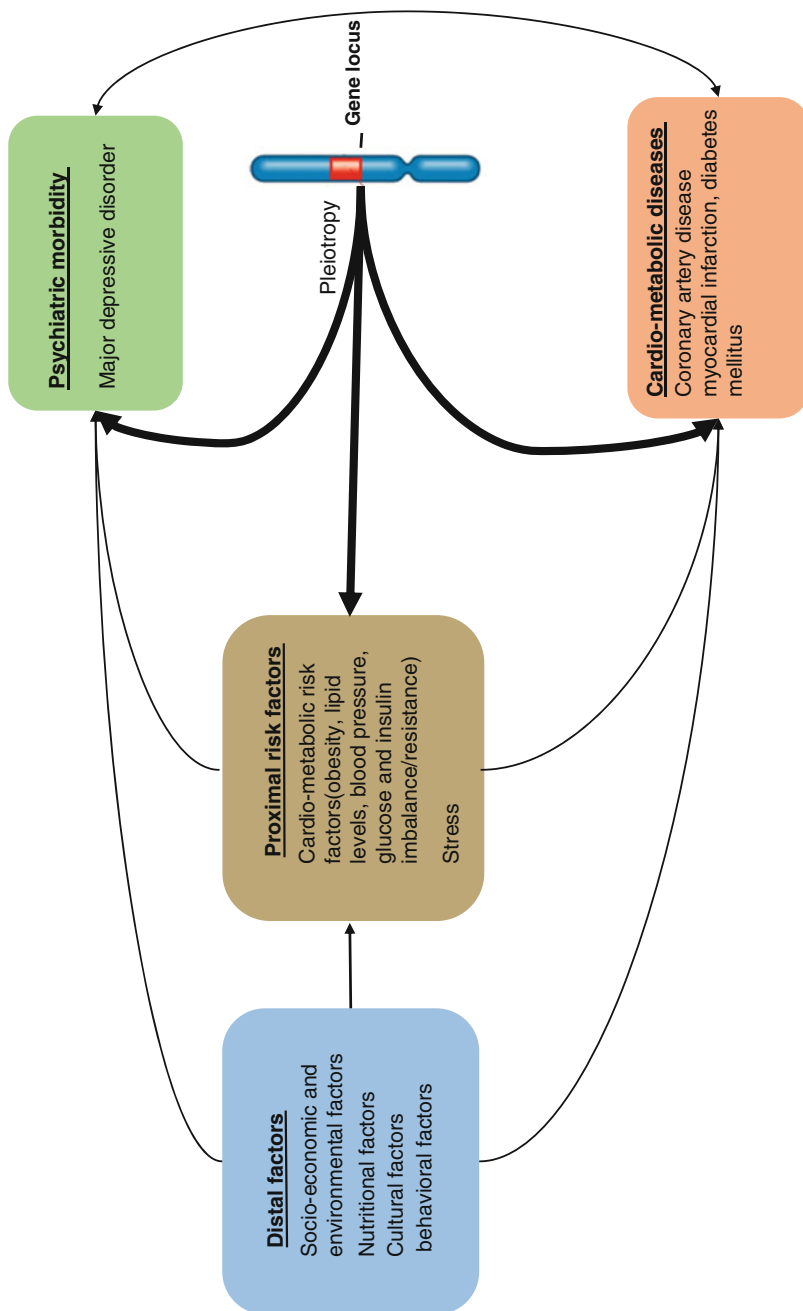 Distal factors
Socio-economic and
environmental factors
Nutritional factors
Cultural factors
behavioral factors
Proximal risk factors
Cardio-metabolic risk
factors(obesity, lipid
levels, blood pressure,
glucose and insulin
imbalance/resistance)
Stress
Psychiatric morbidity
Major depressive disorder
Pleiotropy
Gene locus
Cardio-metabolic diseases
Coronary artery disease
myocardial infarction, diabetes
mellitus